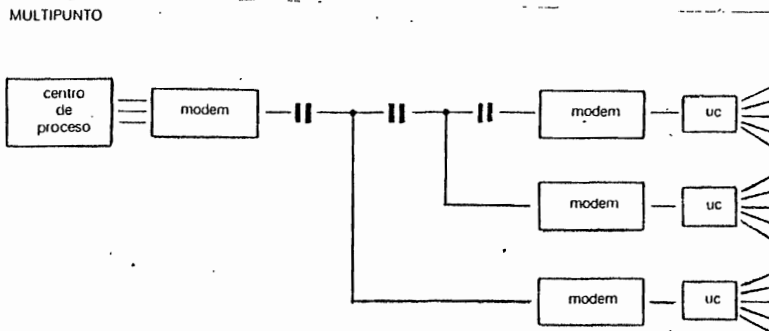 MULTIPUNTO
centro
de
proceso
modem
modem
uc
modem
uc
modem
uc